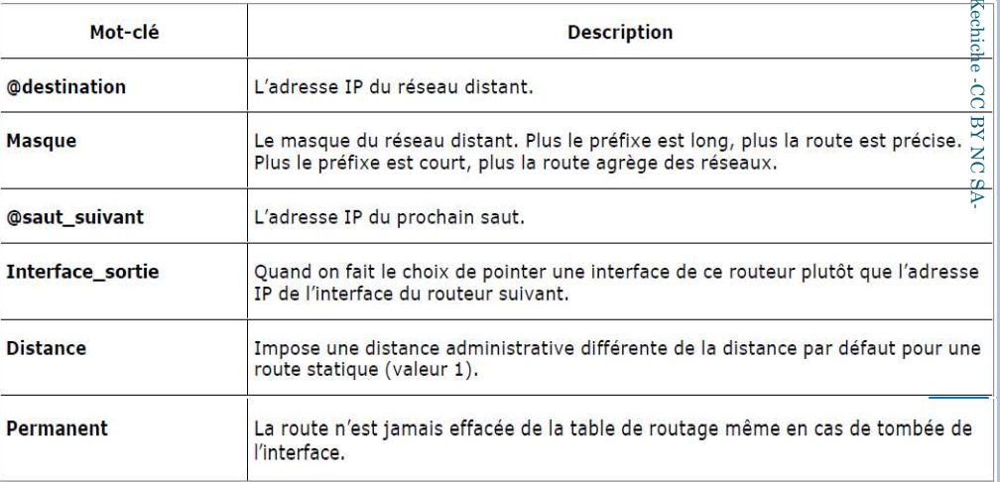 Mot-clé
Description
@destination
L’adresse IP du réseau distant.
Masque
Le masque du réseau distant. Plus le préfixe est long, plus la route est précise.
Plus le préfixe est court, plus la route agrège des réseaux.
@saut_suivant
L’adresse IP du prochain saut.
Interface_sortie
Quand on fait le choix de pointer une interface de ce routeur plutôt que l’adresse
IP de l’interface du routeur suivant.
Distance
Impose une distance administrative différente de la distance par défaut pour une
route statique (valeur 1).
Permanent
La route n’est jamais effacée de la table de routage même en cas de tombée de
l’interface.
Kechiche -CC BY NC SA-